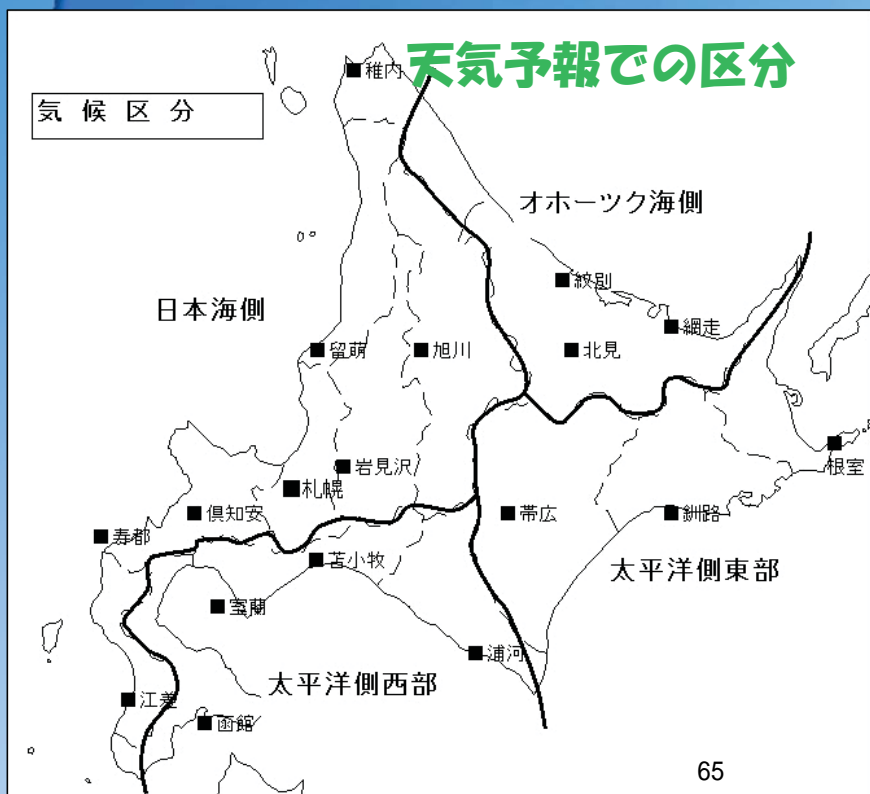 天気予報での区分
稚内
気候区分
オホーツク海側
紋別
日本海側
網走
留萌
旭川
北見
根室
岩見沢
札幌
倶知安
帯広
釧路
寿都
苫小牧
太平洋側東部
室蘭
浦河
太平洋側西部
江差
函館
65